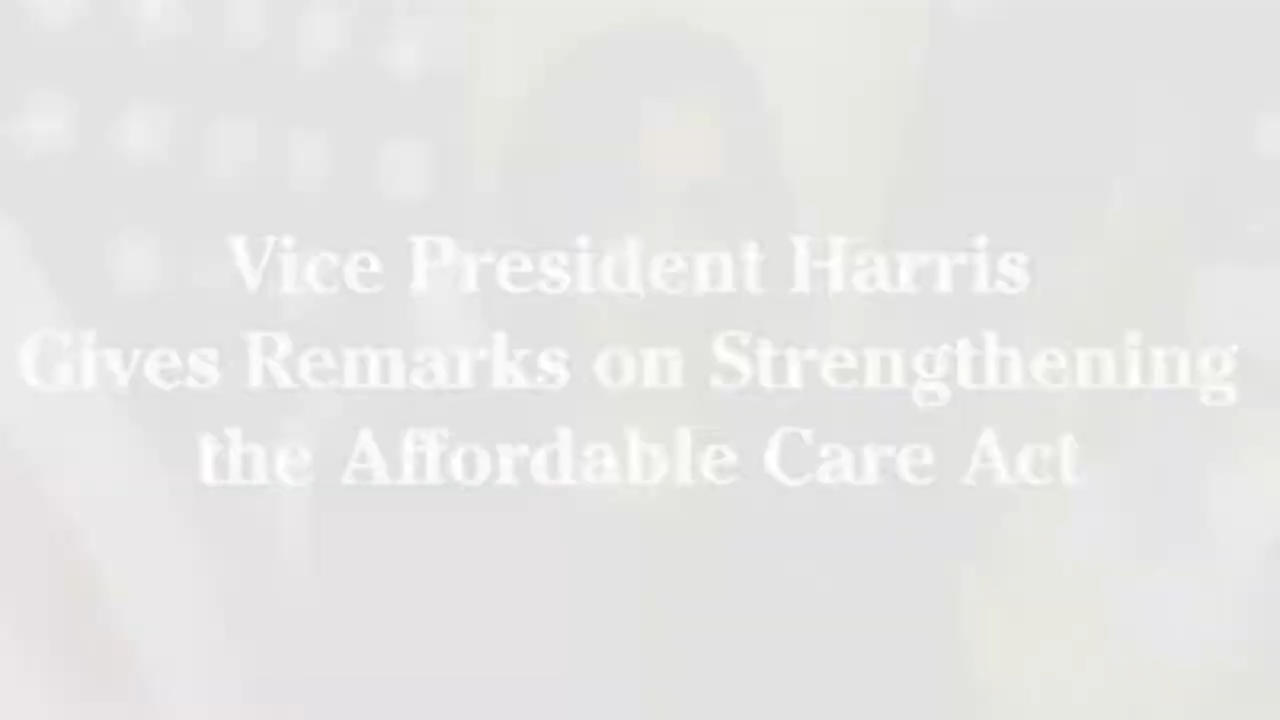 Vice President Harris
Gives Remarks on Strengthening
the Affordable Care Act